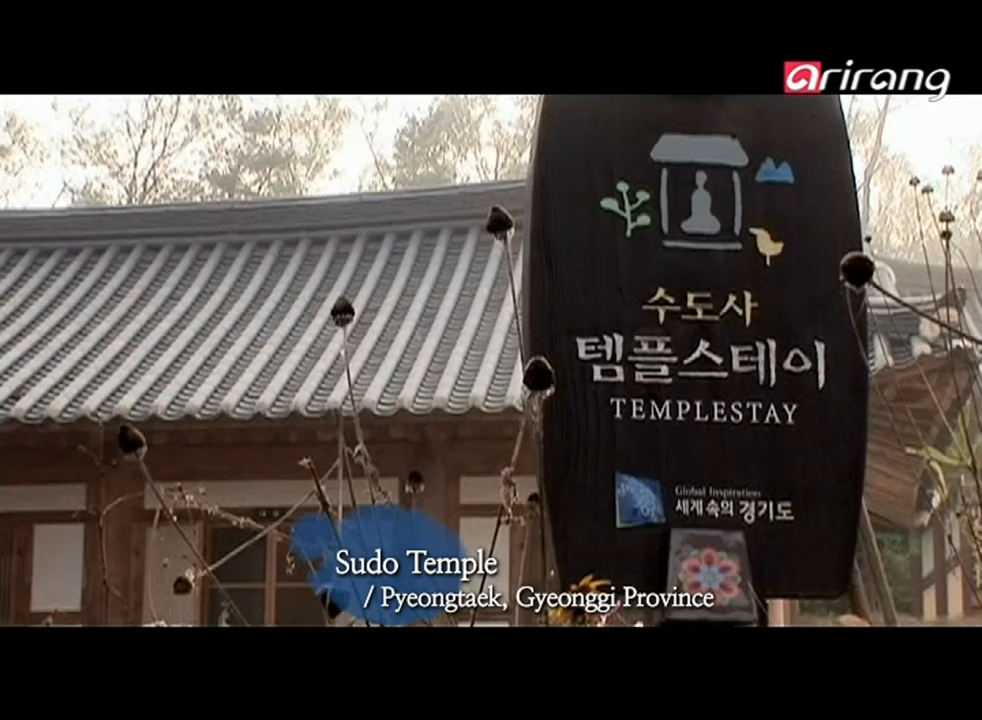 arirang
수도사
템플스테이
TEMPLESTAY
Global Inspiration
세계 속의 경기도
Sudo Temple
/ Pyeongtaek, Gyeonggi Province